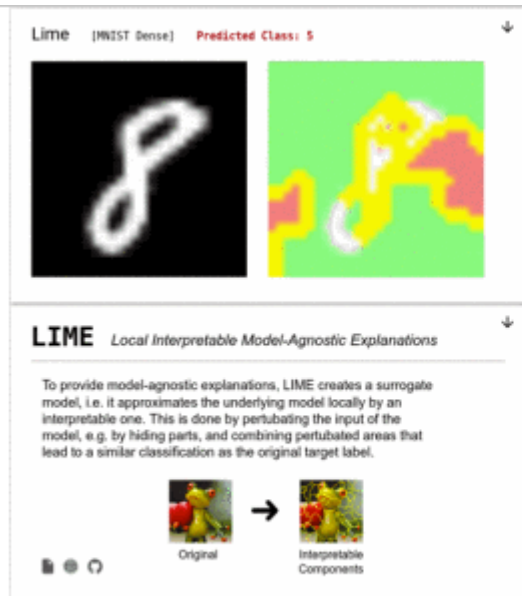 Lime [MNIST Dense] Predicted Class: 5
LIME Local Interpretable Model-Agnostic Explanations
To provide model-agnostic explanations, LIME creates a surrogate
model, i.e. it approximates the underlying model locally by an
interpretable one. This is done by pertubating the input of the
model, e.g. by hiding parts, and combining pertubated areas that
lead to a similar classification as the original target label.
Original
Interpretable
Components